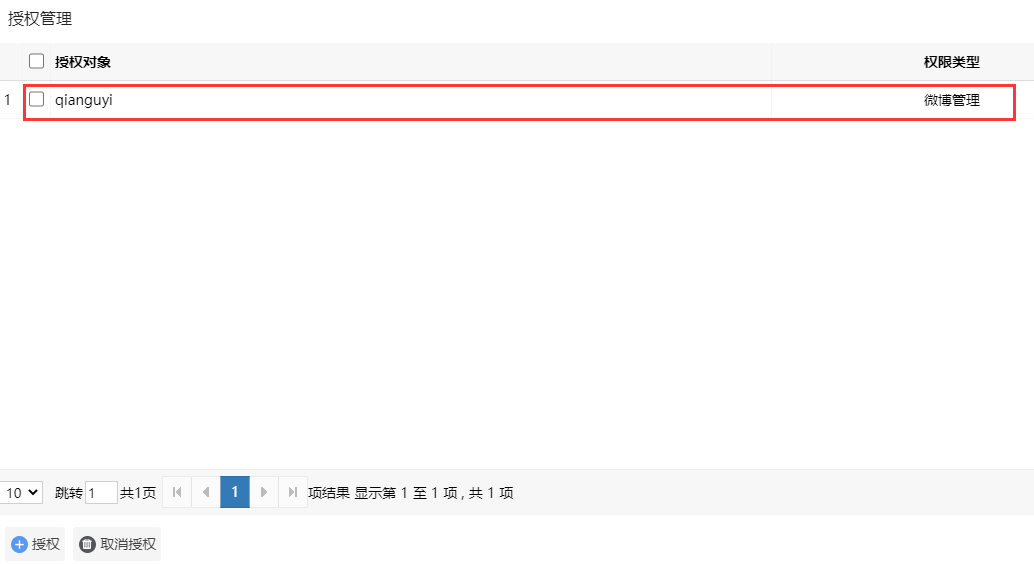 授权管理
授权对象 权限类型
1 qianguyi 微博管理
10 跳转 1 共1页 1 项结果 显示第 1 至 1 项 , 共 1 项
授权 取消授权